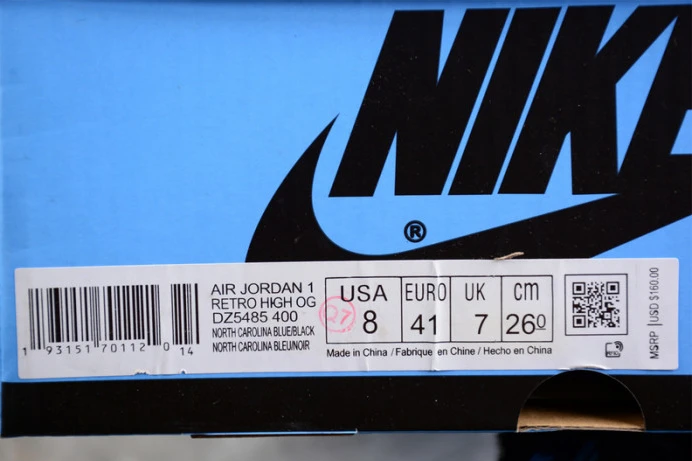 NIKE
®
AIR JORDAN 1
RETRO HIGH OG
DZ5485 400
NORTH CAROLINA BLUE/BLACK
NORTH CAROLINA BLEU/NOIR
1 93151 70112 0 14
USA EURO UK cm
8 41 7 26.0
27
Made in China / Fabriqué en Chine / Hecho en China
MSRP USD $160.00